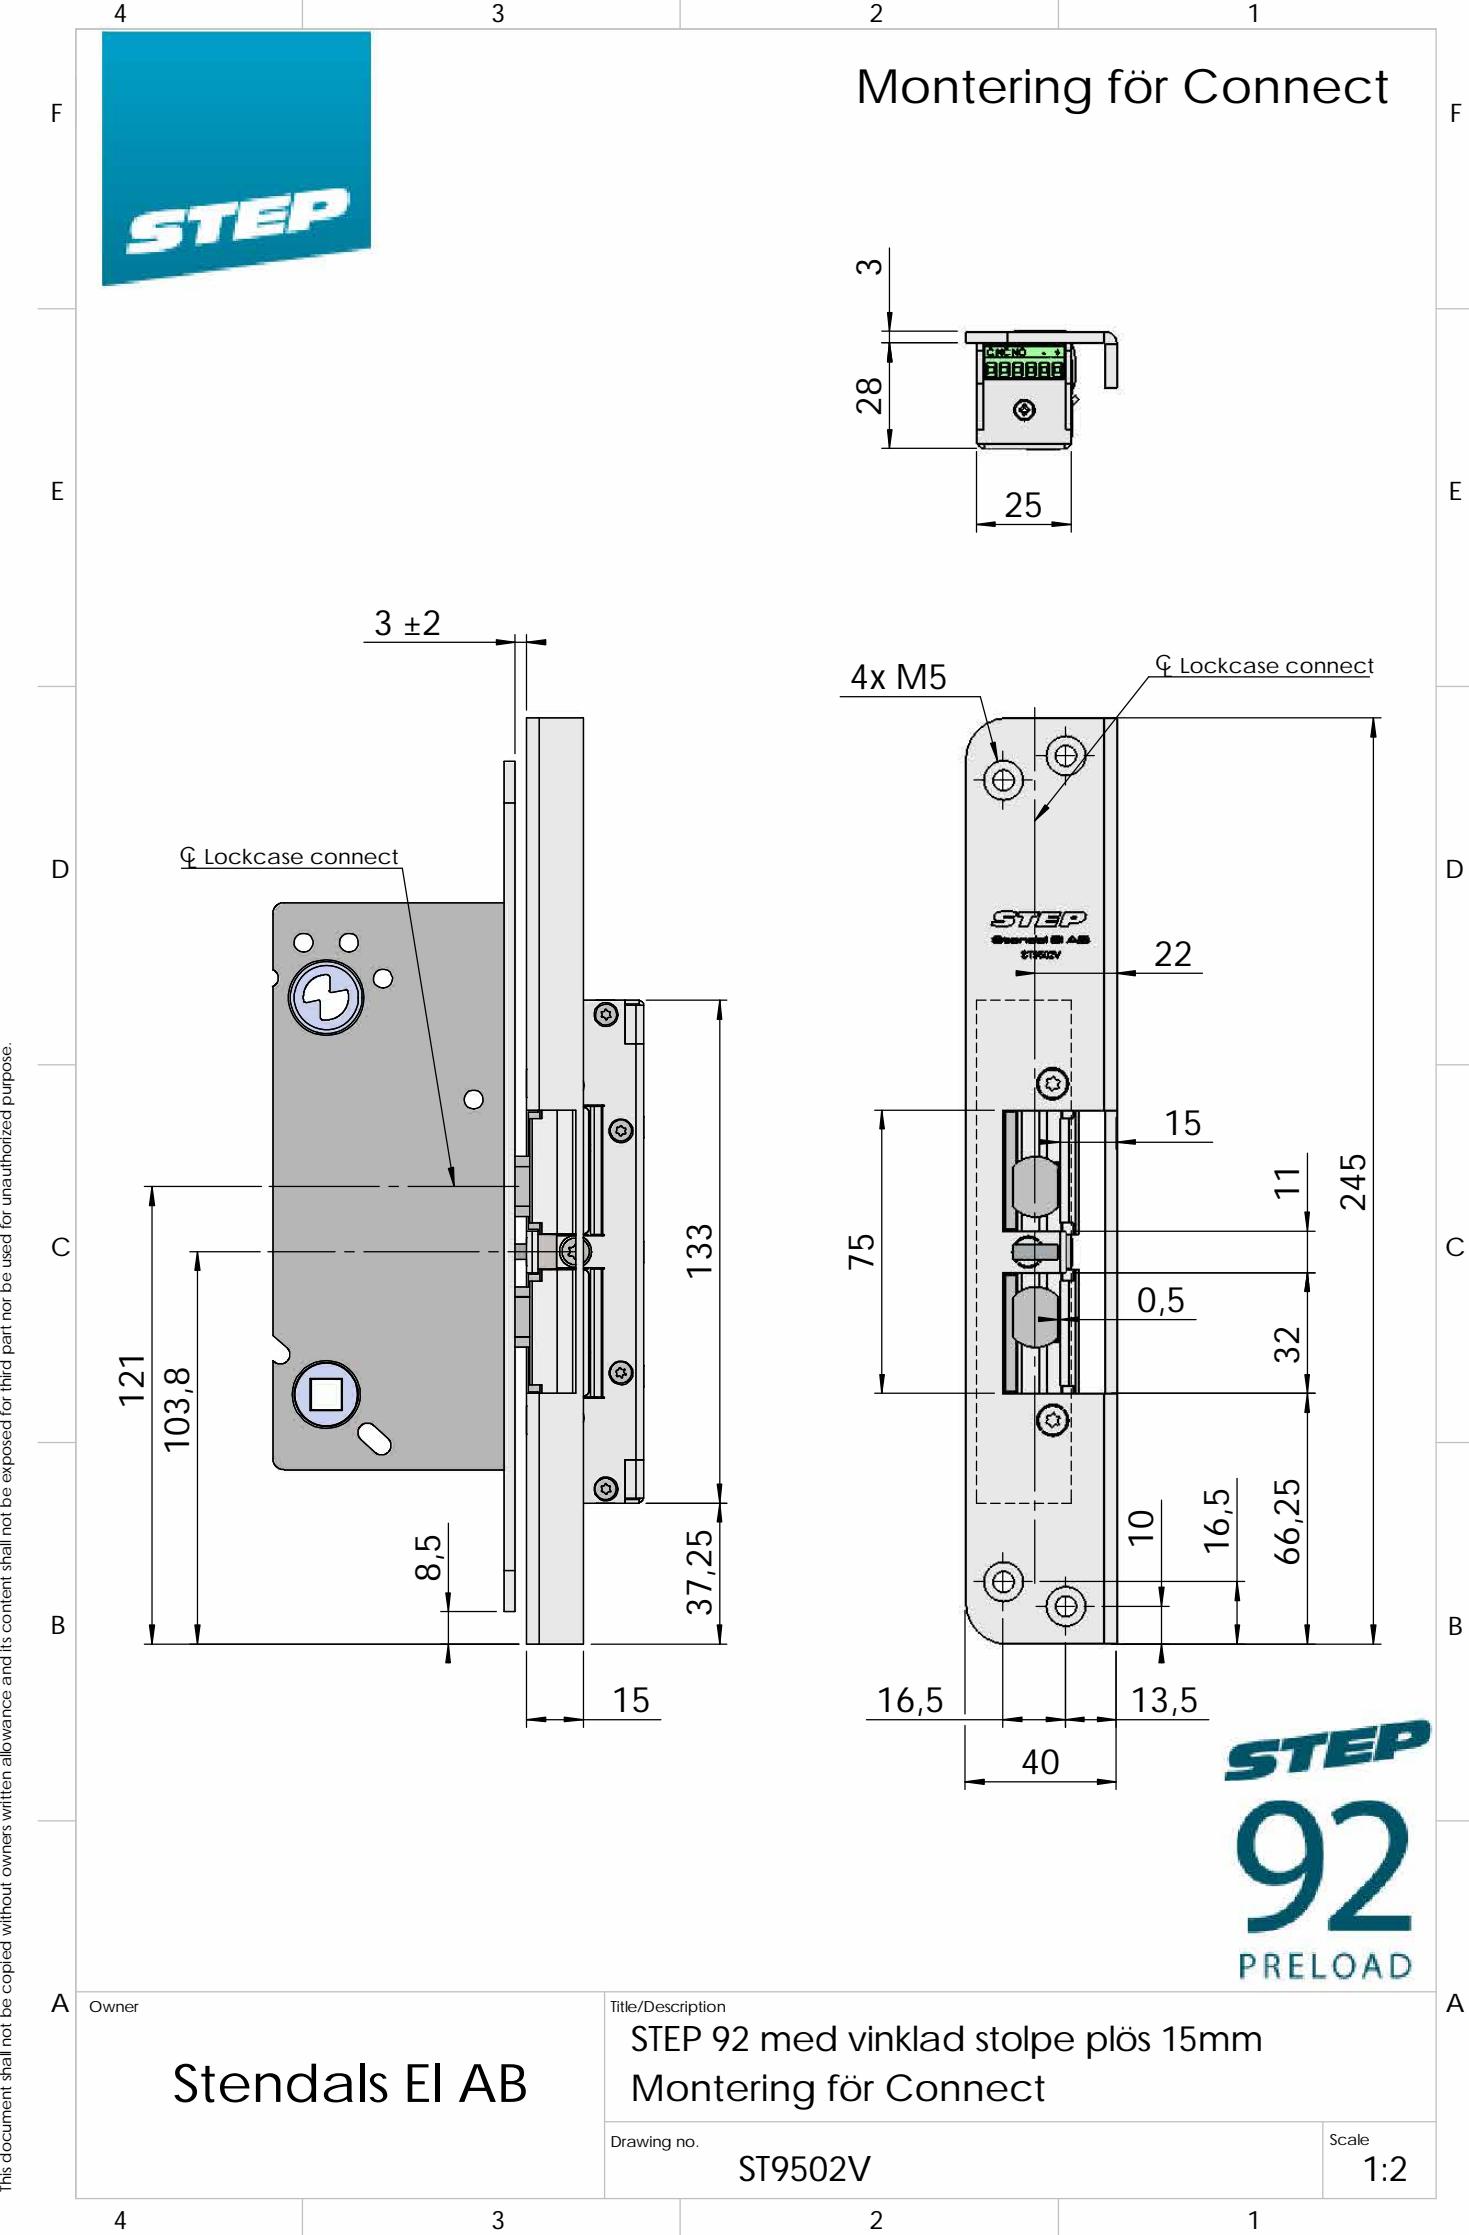 4 3 2 1
F
F
STEP
Montering för Connect
3
28
C NC NO - +
25
E
E
3 ±2
4x M5
℄ Lockcase connect
℄ Lockcase connect
D
D
STEP
Stendals El AB
ST9502V
22
15
11
245
75
133
C
C
0,5
32
121
103,8
8,5
37,25
10
16,5
66,25
B
B
15
16,5
13,5
40
STEP
92
PRELOAD
This document shall not be copied without owners written allowance and its content shall not be exposed for third part nor be used for unauthorized purpose.
A
A
Owner
Stendals El AB
Title/Description
STEP 92 med vinklad stolpe plös 15mm
Montering för Connect
Drawing no.
ST9502V
Scale
1:2
4 3 2 1